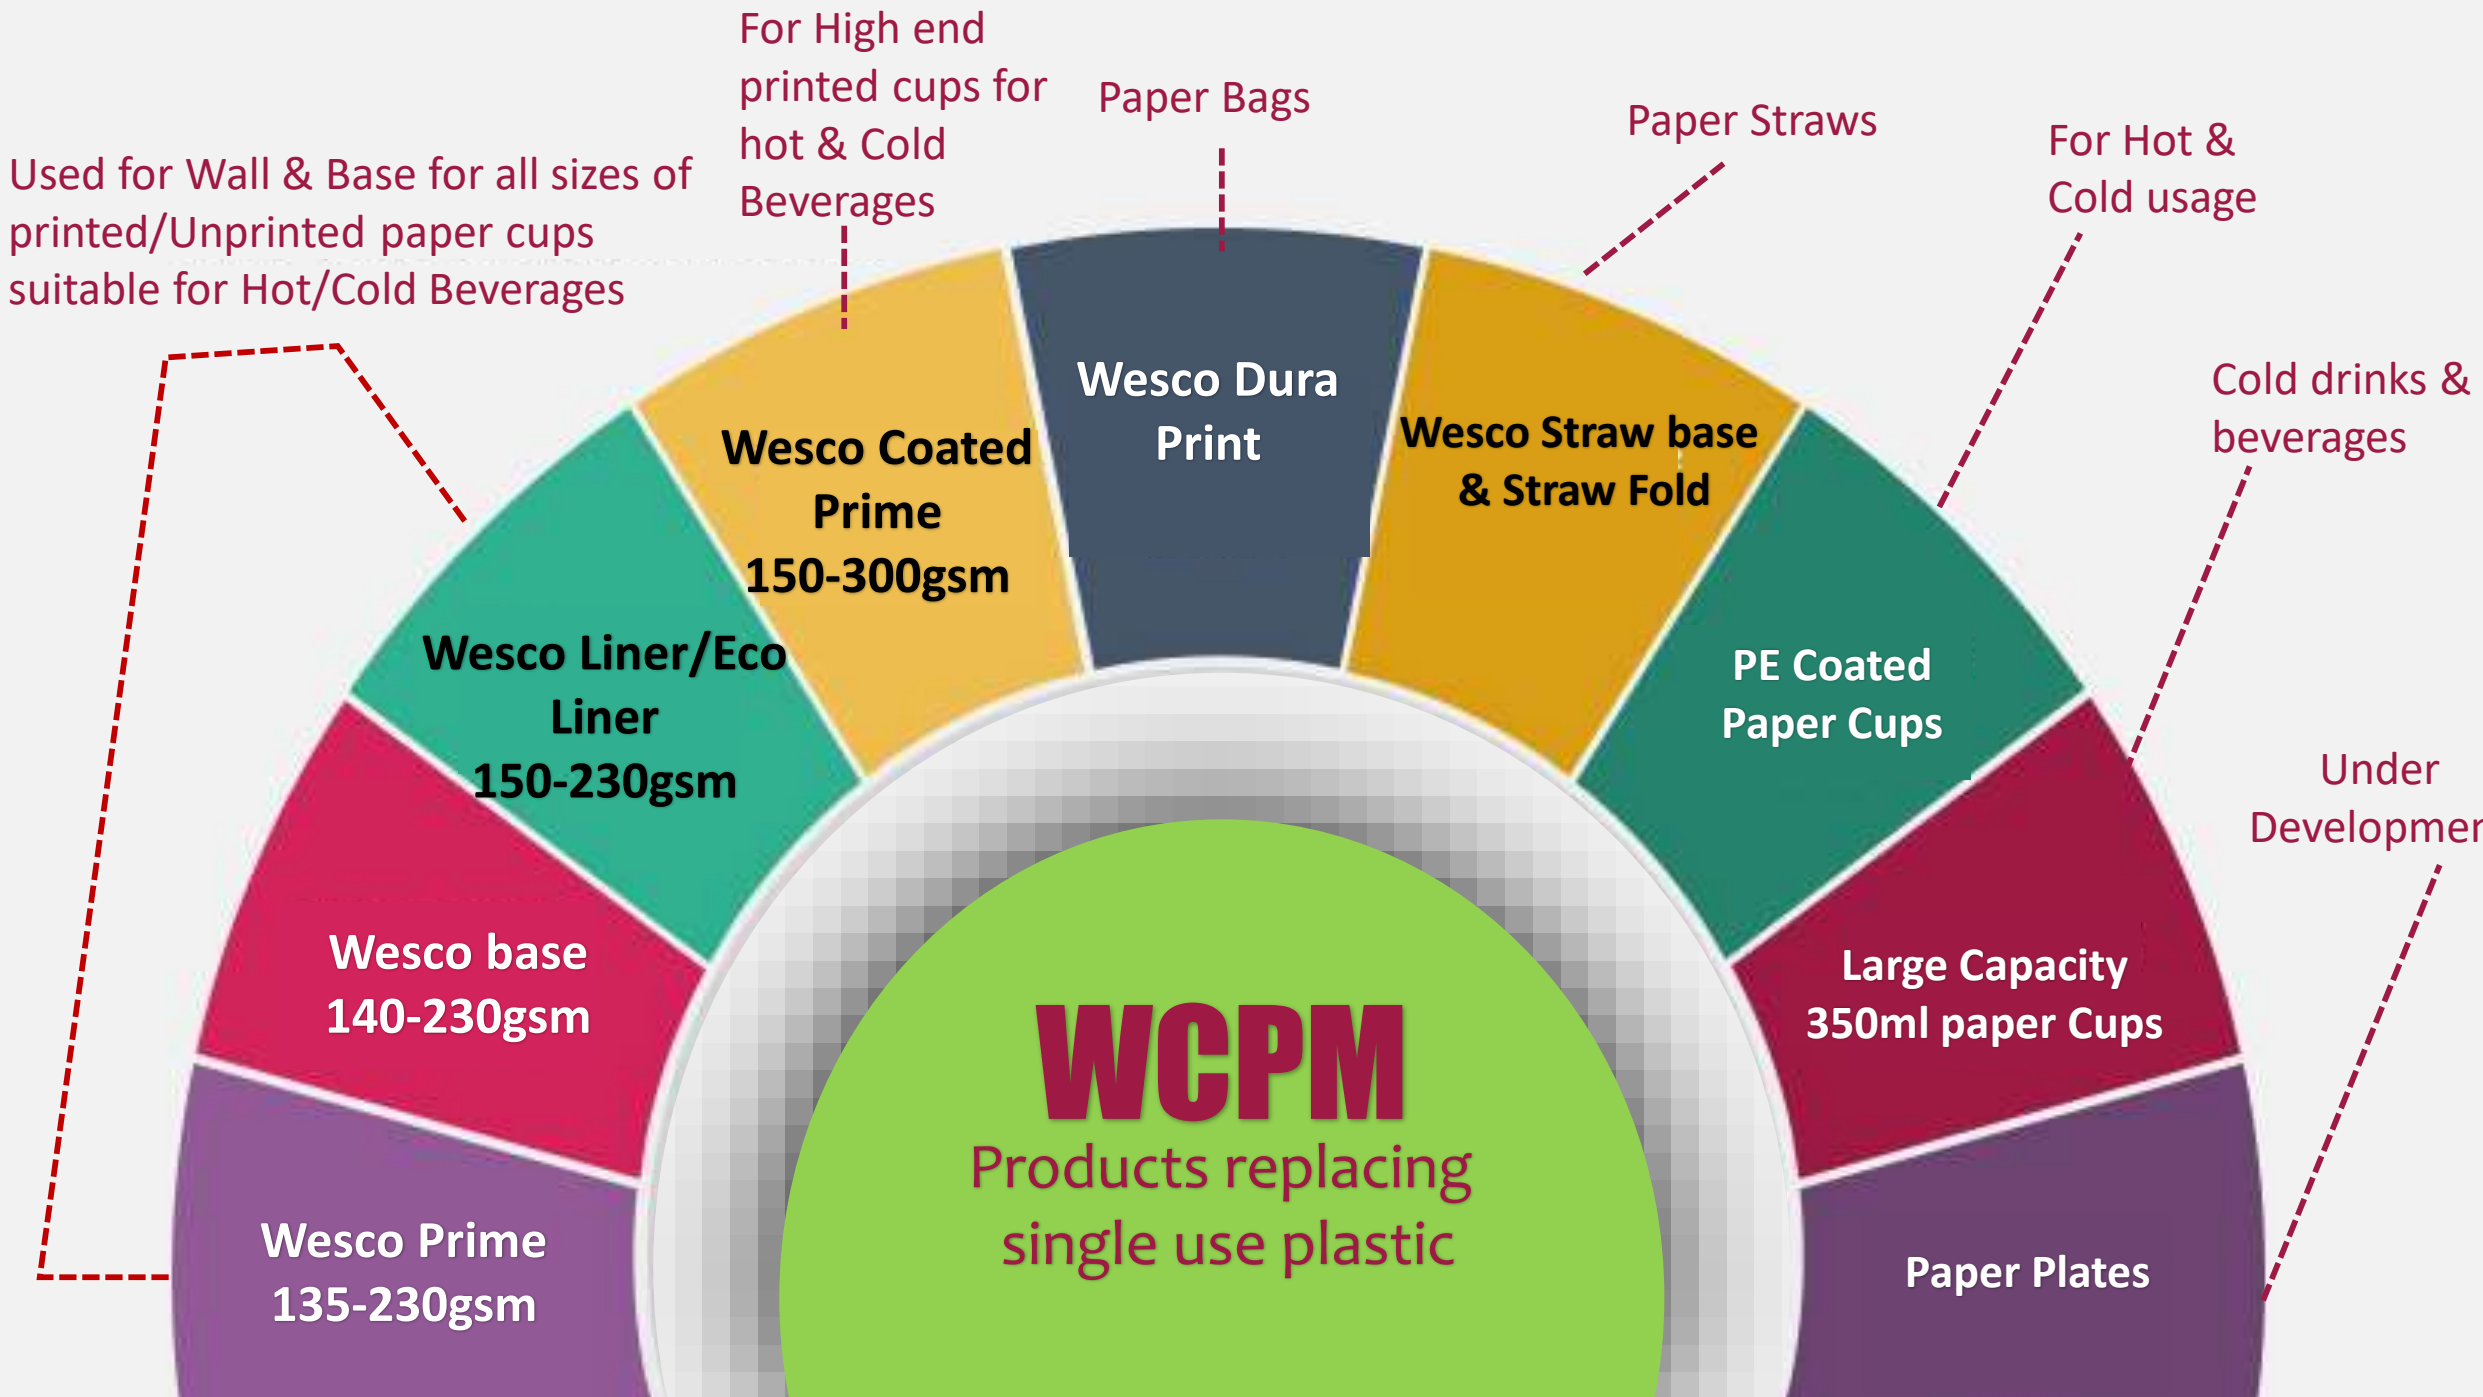 For High end
printed cups for
hot & Cold
Beverages
Paper Bags
Paper Straws
For Hot &
Cold usage
Used for Wall & Base for all sizes of
printed/Unprinted paper cups
suitable for Hot/Cold Beverages
Cold drinks &
beverages
Under
Developmen
Wesco Prime
135-230gsm
Wesco base
140-230gsm
Wesco Liner/Eco
Liner
150-230gsm
Wesco Coated
Prime
150-300gsm
Wesco Dura
Print
Wesco Straw base
& Straw Fold
PE Coated
Paper Cups
Large Capacity
350ml paper Cups
Paper Plates
WCPM
Products replacing
single use plastic